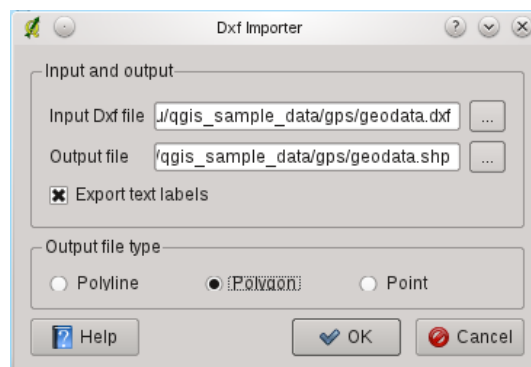 Dxf Importer
Input and output
Input Dxf file u/qgis_sample_data/gps/geodata.dxf ...
Output file /qgis_sample_data/gps/geodata.shp ...
Export text labels
Output file type
Polyline Polygon Point
Help OK Cancel